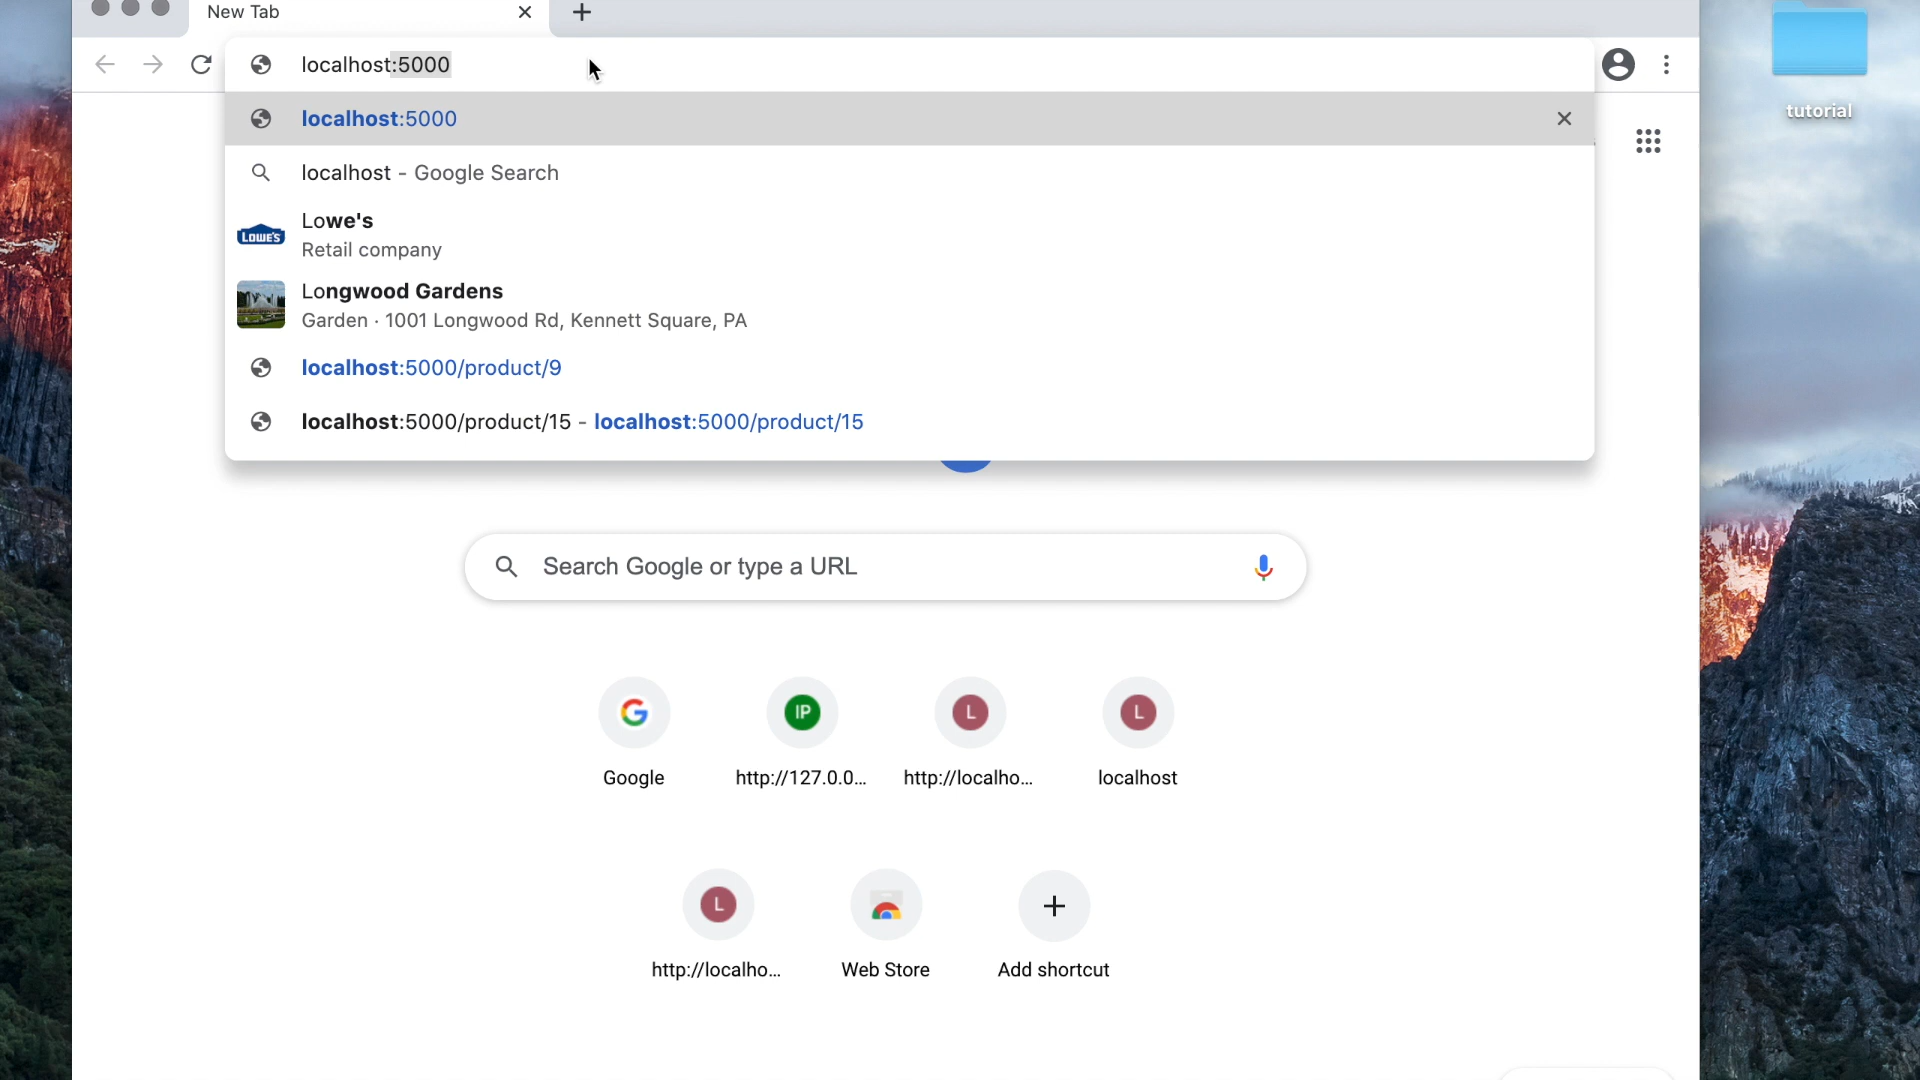 New Tab
localhost:5000
localhost:5000
localhost - Google Search
LOWE'S
Lowe's
Retail company
Longwood Gardens
Garden · 1001 Longwood Rd, Kennett Square, PA
localhost:5000/product/9
localhost:5000/product/15 - localhost:5000/product/15
tutorial
Search Google or type a URL
G
IP
L
L
Google
http://127.0.0...
http://localho...
localhost
L
http://localho...
Web Store
Add shortcut